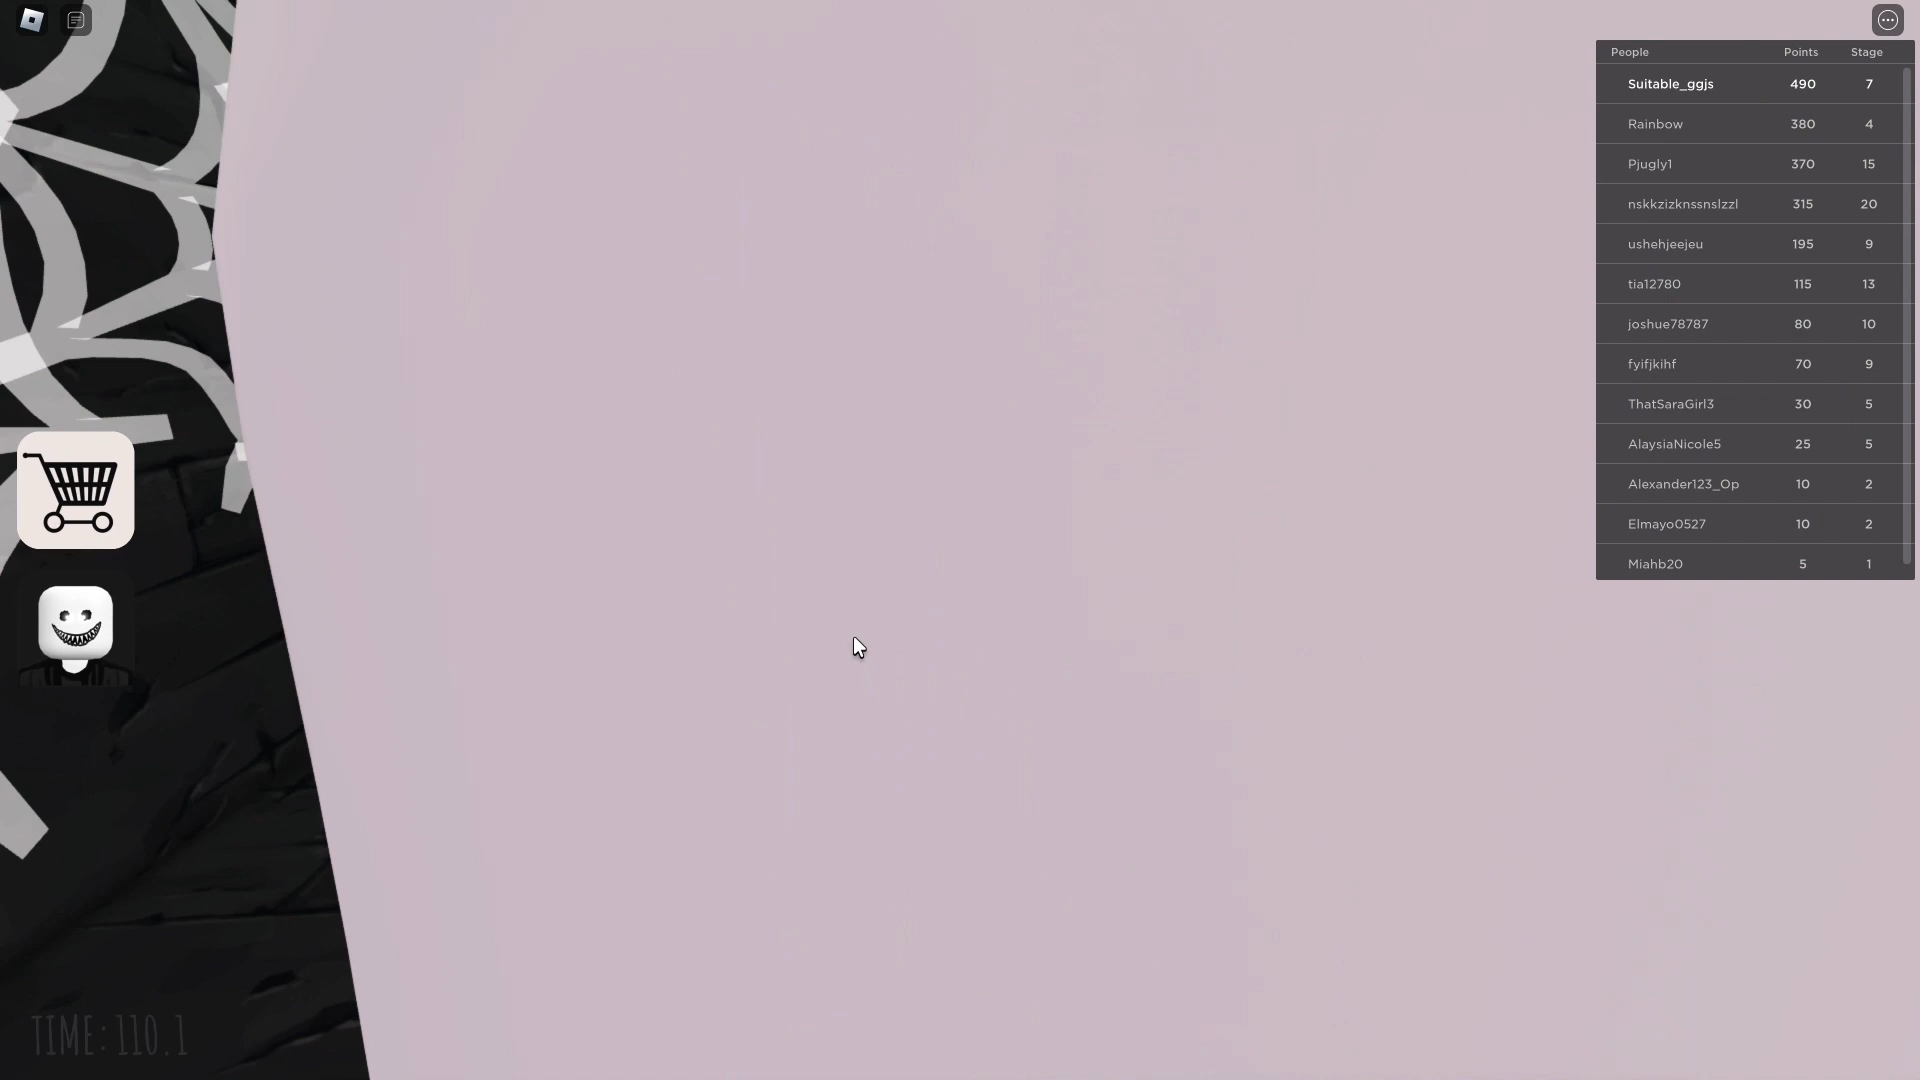 People Points Stage
Suitable_ggjs 490 7
Rainbow 380 4
Pjugly1 370 15
nskkzizknssnslzzl 315 20
ushehjeejeu 195 9
tia12780 115 13
joshue78787 80 10
fyifjkihf 70 9
ThatSaraGirl3 30 5
AlaysiaNicole5 25 5
Alexander123_Op 10 2
Elmayo0527 10 2
Miahb20 5 1
TIME: 110.1